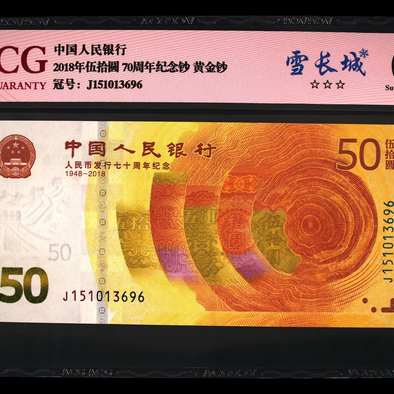 CG
UARANTY
中国人民银行
2018年伍拾圆 70周年纪念钞 黄金钞
冠号：J151013696
雪长城*
☆☆☆
Su
中国人民银行
人民币发行七十周年纪念
1948-2018
50
伍拾圆
50
50
J151013696
J151013696